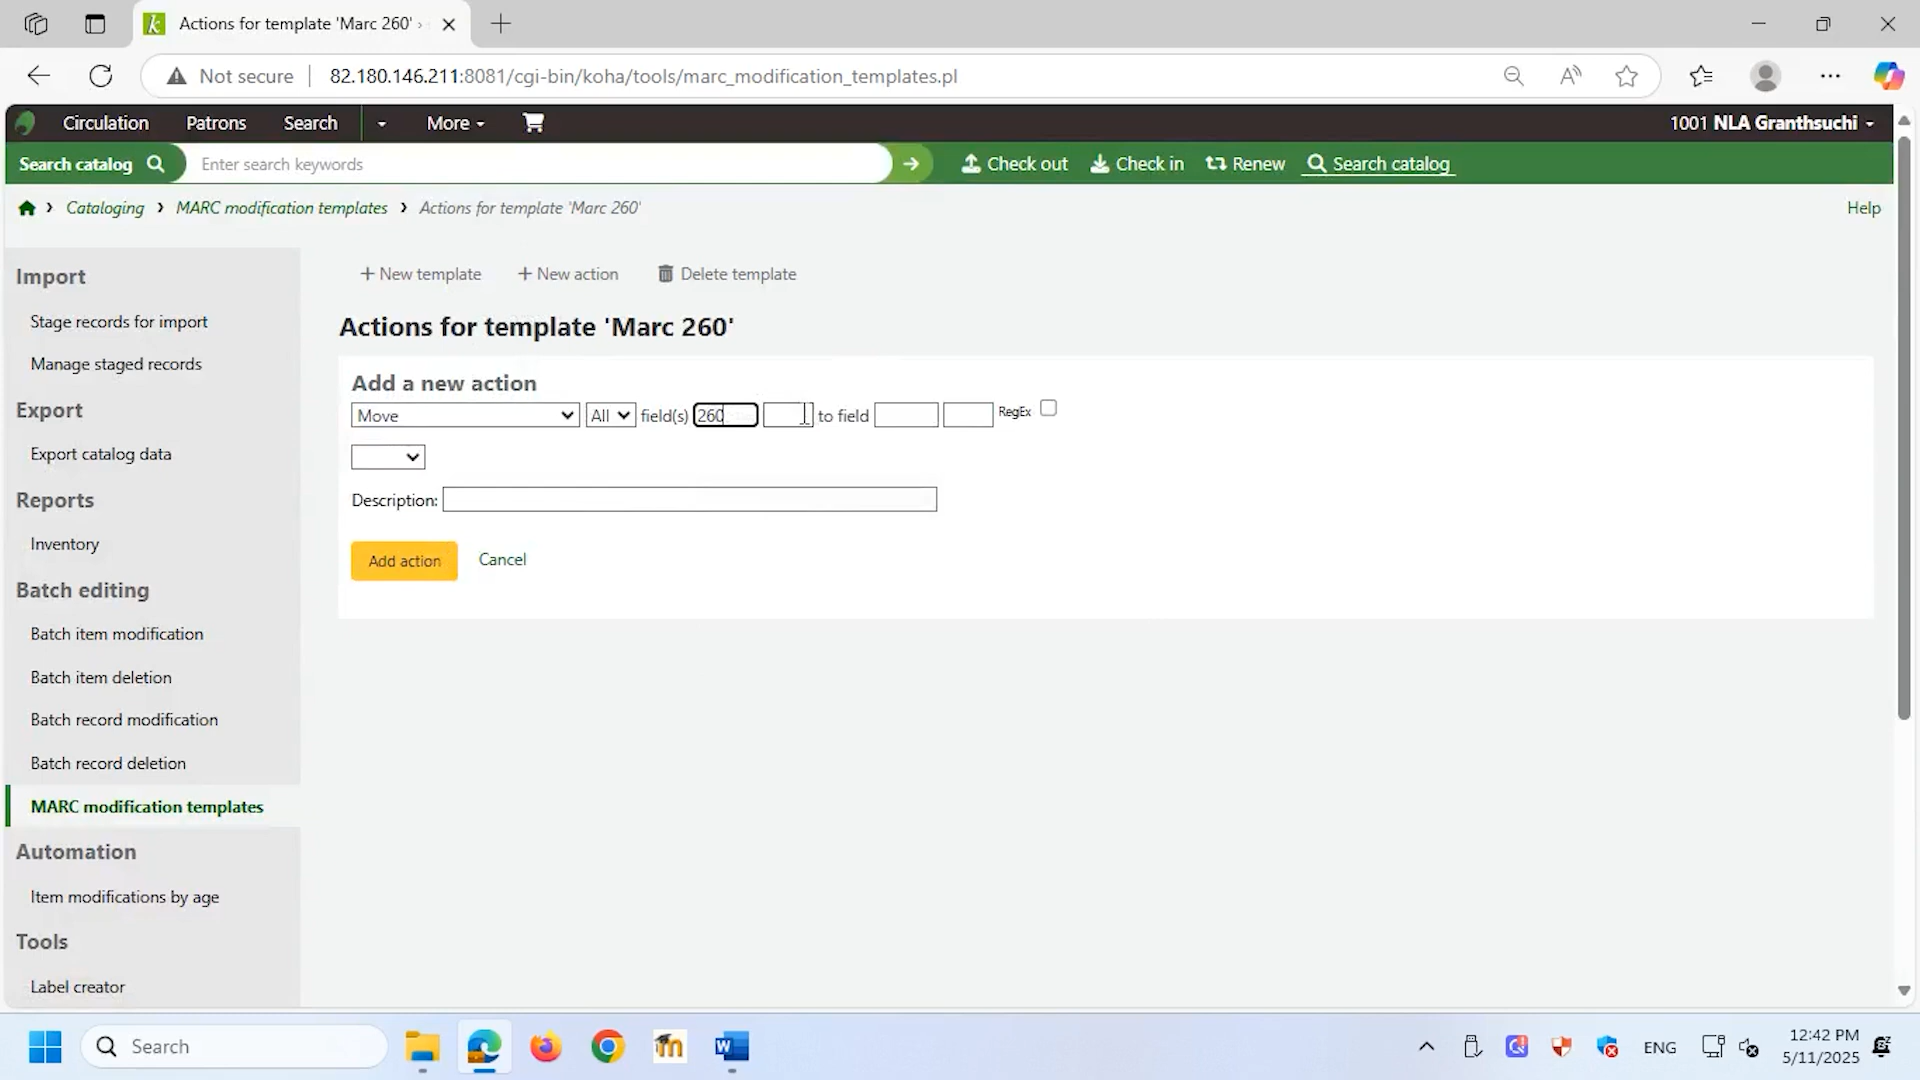 Actions for template 'Marc 260' ›
Not secure
82.180.146.211:8081/cgi-bin/koha/tools/marc_modification_templates.pl
Circulation
Patrons
Search
More
1001 NLA Granthsuchi
Search catalog
Enter search keywords
Check out
Check in
Renew
Search catalog
Cataloging
MARC modification templates
Actions for template 'Marc 260'
Help
Import
Stage records for import
Manage staged records
Export
Export catalog data
Reports
Inventory
Batch editing
Batch item modification
Batch item deletion
Batch record modification
Batch record deletion
MARC modification templates
Automation
Item modifications by age
Tools
Label creator
+ New template
+ New action
Delete template
Actions for template 'Marc 260'
Add a new action
Move All field(s) 260 to field RegEx
Description:
Add action
Cancel
Search
ENG
12:42 PM
5/11/2025